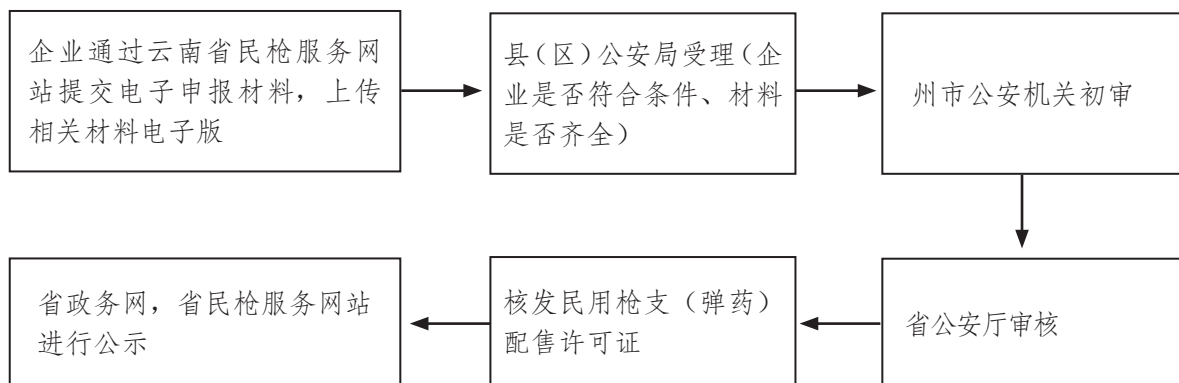 企业通过云南省民枪服务网
站提交电子申报材料，上传
相关材料电子版
县（区）公安局受理（企
业是否符合条件、材料
是否齐全）
州市公安机关初审
省公安厅审核
核发民用枪支（弹药）
配售许可证
省政务网，省民枪服务网站
进行公示